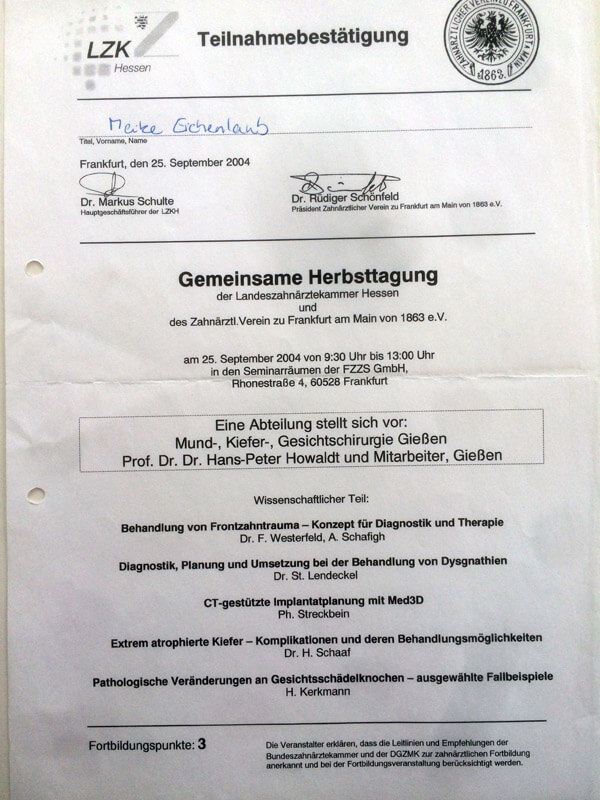 LZK
Hessen
Teilnahmebestätigung
ZAHNÄRZTLICHER VEREIN ZU FRANKFURT A MAIN
1863
Meike Eichenlaub
Titel, Vorname, Name
Frankfurt, den 25. September 2004
Dr. Markus Schulte
Hauptgeschäftsführer der LZKH
Dr. Rüdiger Schönfeld
Präsident Zahnärztlicher Verein zu Frankfurt am Main von 1863 e.V.
Gemeinsame Herbsttagung
der Landeszahnärztekammer Hessen
und
des Zahnärztl.Verein zu Frankfurt am Main von 1863 e.V.
am 25. September 2004 von 9:30 Uhr bis 13:00 Uhr
in den Seminarräumen der FZZS GmbH,
Rhonestraße 4, 60528 Frankfurt
Eine Abteilung stellt sich vor:
Mund-, Kiefer-, Gesichtschirurgie Gießen
Prof. Dr. Dr. Hans-Peter Howaldt und Mitarbeiter, Gießen
Wissenschaftlicher Teil:
Behandlung von Frontzahntrauma – Konzept für Diagnostik und Therapie
Dr. F. Westerfeld, A. Schafigh
Diagnostik, Planung und Umsetzung bei der Behandlung von Dysgnathien
Dr. St. Lendeckel
CT-gestützte Implantatplanung mit Med3D
Ph. Streckbein
Extrem atrophierte Kiefer – Komplikationen und deren Behandlungsmöglichkeiten
Dr. H. Schaaf
Pathologische Veränderungen an Gesichtsschädelknochen – ausgewählte Fallbeispiele
H. Kerkmann
Fortbildungspunkte: 3
Die Veranstalter erklären, dass die Leitlinien und Empfehlungen der
Bundeszahnärztekammer und der DGZMK zur zahnärztlichen Fortbildung
anerkannt und bei der Fortbildungsveranstaltung berücksichtigt werden.